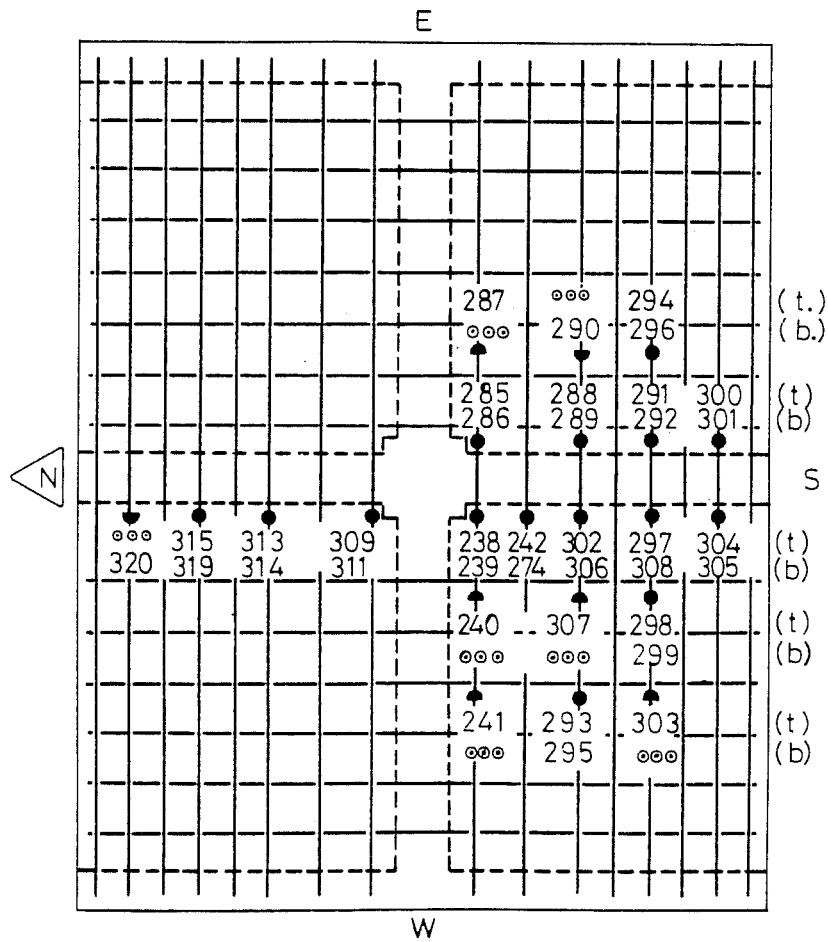 E
287 ⊙⊙⊙ 294 (t.)
⊙⊙⊙ 290 296 (b.)
285 288 291 300 (t)
286 289 292 301 (b)
N S
⊙⊙⊙ 315 313 309 238 242 302 297 304 (t)
320 319 314 311 239 274 306 308 305 (b)
240 307 298 (t)
⊙⊙⊙ ⊙⊙⊙ 299 (b)
241 293 303 (t)
⊙⊙⊙ 295 ⊙⊙⊙ (b)
W